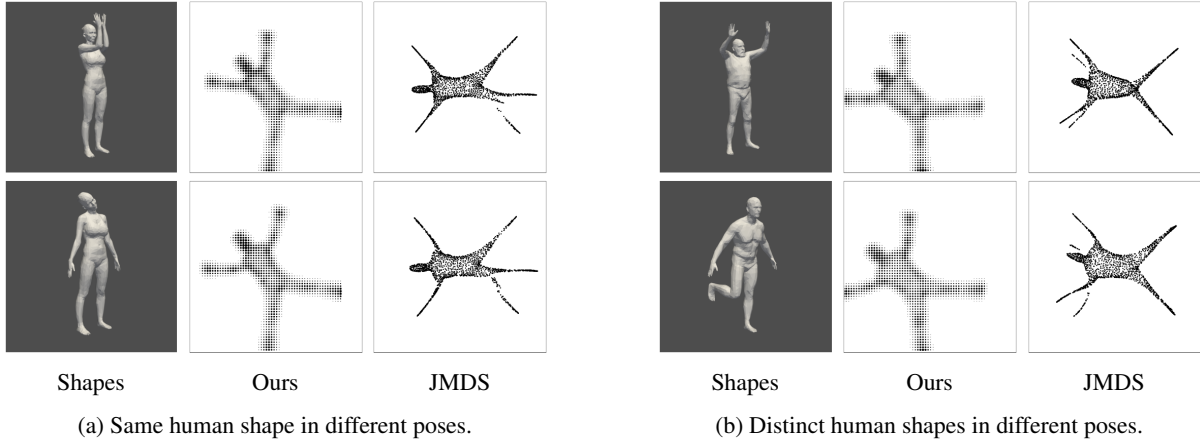 Shapes Ours JMDS
(a) Same human shape in different poses.
Shapes Ours JMDS
(b) Distinct human shapes in different poses.